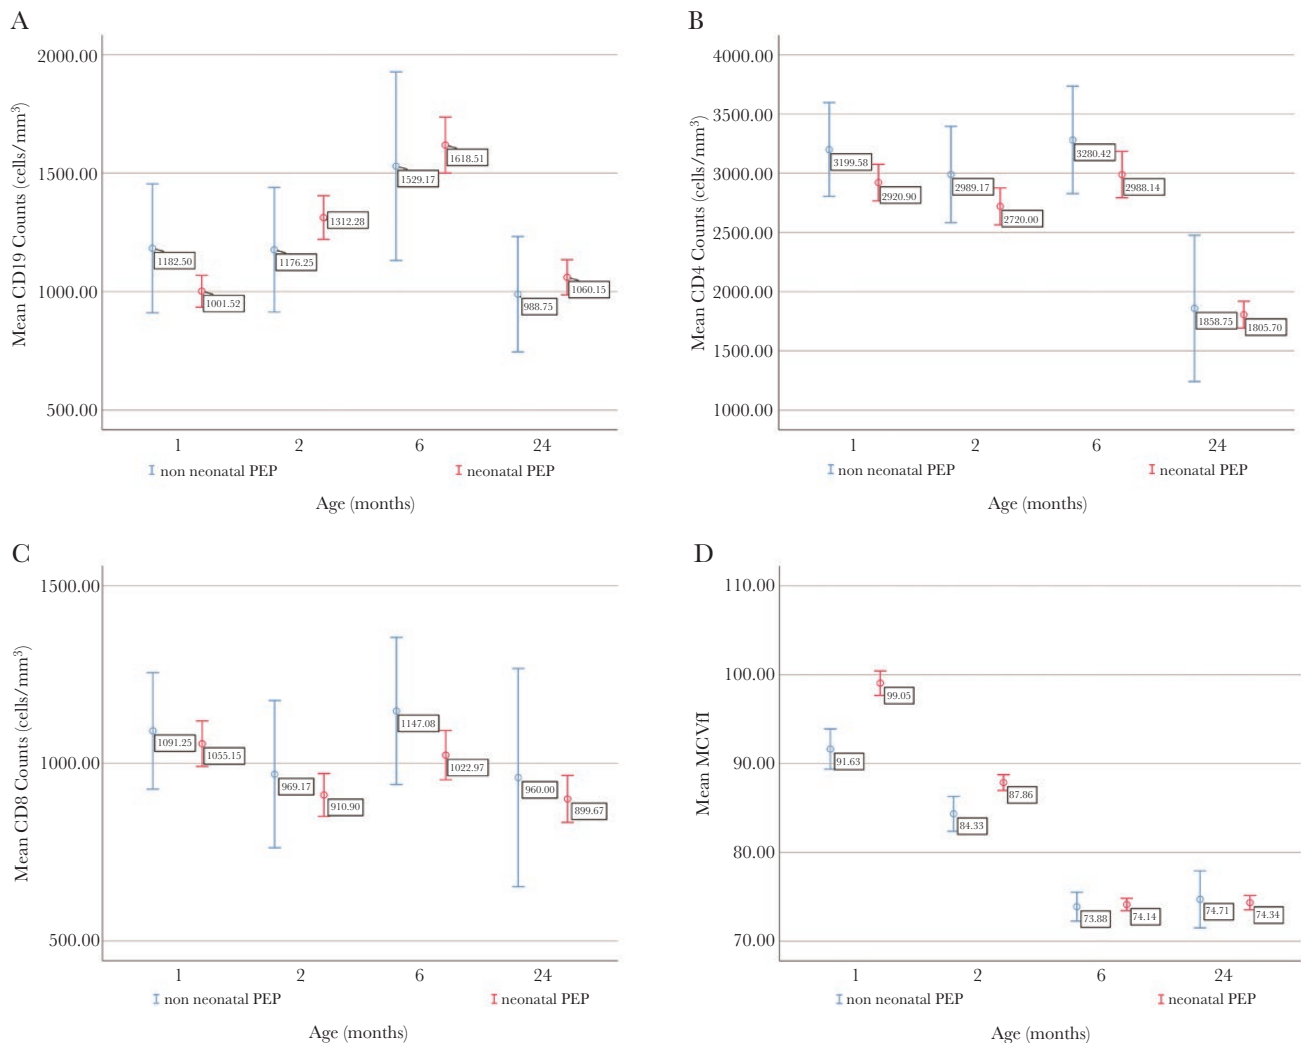 A
Mean CD19 Counts (cells/mm³)
2000.00
1500.00
1000.00
500.00
1182.50
1001.52
1176.25
1312.28
1529.17
1618.51
988.75
1060.15
1 2 6 24
non neonatal PEP neonatal PEP
Age (months)
B
Mean CD4 Counts (cells/mm³)
4000.00
3500.00
3000.00
2500.00
2000.00
1500.00
1000.00
3199.58
2920.90
2989.17
2720.00
3280.42
2988.14
1858.75
1805.70
1 2 6 24
non neonatal PEP neonatal PEP
Age (months)
C
Mean CD8 Counts (cells/mm³)
1500.00
1000.00
500.00
1091.25
1055.15
969.17
910.90
1147.08
1022.97
960.00
899.67
1 2 6 24
non neonatal PEP neonatal PEP
Age (months)
D
Mean MCVfl
110.00
100.00
90.00
80.00
70.00
91.63
99.05
84.33
87.86
73.88
74.14
74.71
74.34
1 2 6 24
non neonatal PEP neonatal PEP
Age (months)